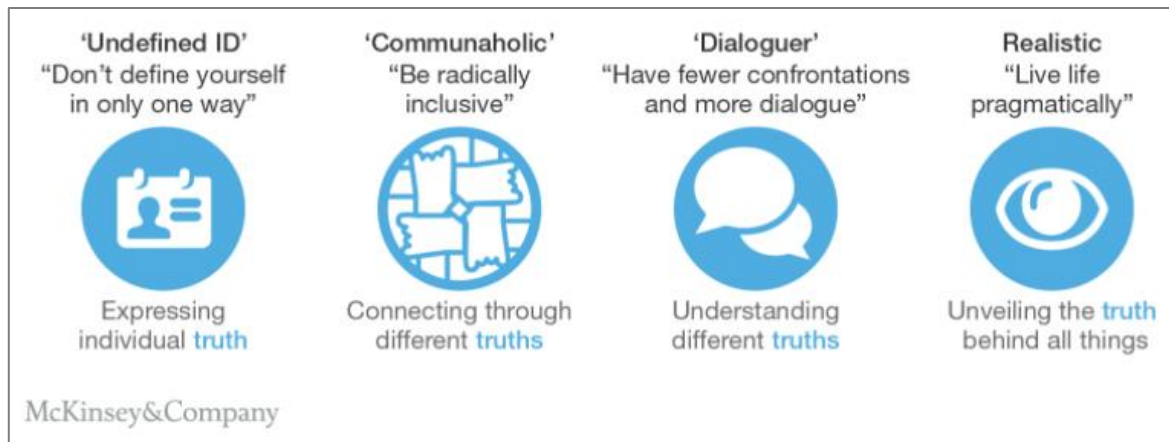 ‘Undefined ID’
“Don’t define yourself
in only one way”
Expressing
individual truth
‘Communaholic’
“Be radically
inclusive”
Connecting through
different truths
‘Dialoguer’
“Have fewer confrontations
and more dialogue”
Understanding
different truths
Realistic
“Live life
pragmatically”
Unveiling the truth
behind all things
McKinsey&Company